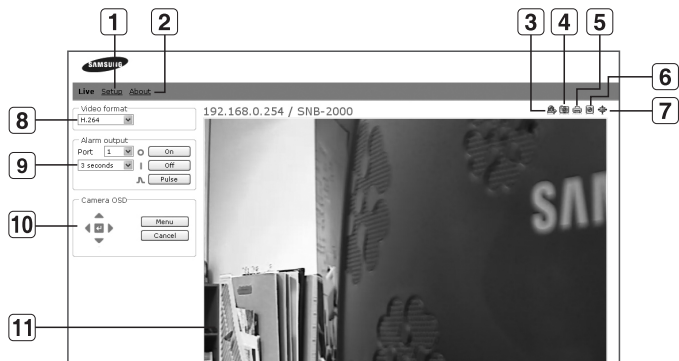 1
2
3
4
5
6
7
8
9
10
11
SAMSUNG
Live Setup About
Video format
H.264
192.168.0.254 / SNB-2000
Alarm output
Port 1 On
3 seconds Off
Pulse
Camera OSD
Menu
Cancel
SAM